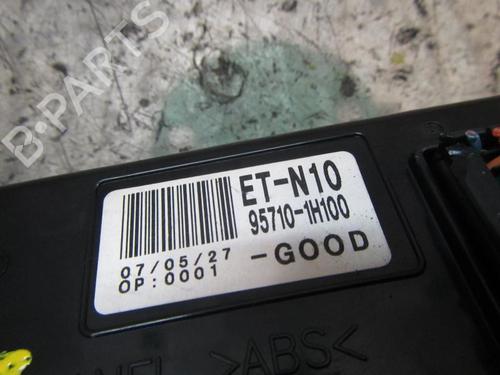 B-PARTS
ET-N10
95710-1H100
07/05/27
-GOOD
OP:0001
>ABS<